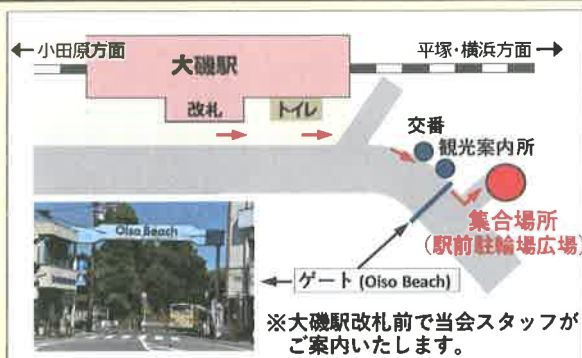 ←小田原方面
平塚・横浜方面→
大磯駅
改札
トイレ
交番
観光案内所
集合場所
(駅前駐輪場広場)
Oiso Beach
ゲート(Oiso Beach)
※大磯駅改札前で当会スタッフが
ご案内いたします。